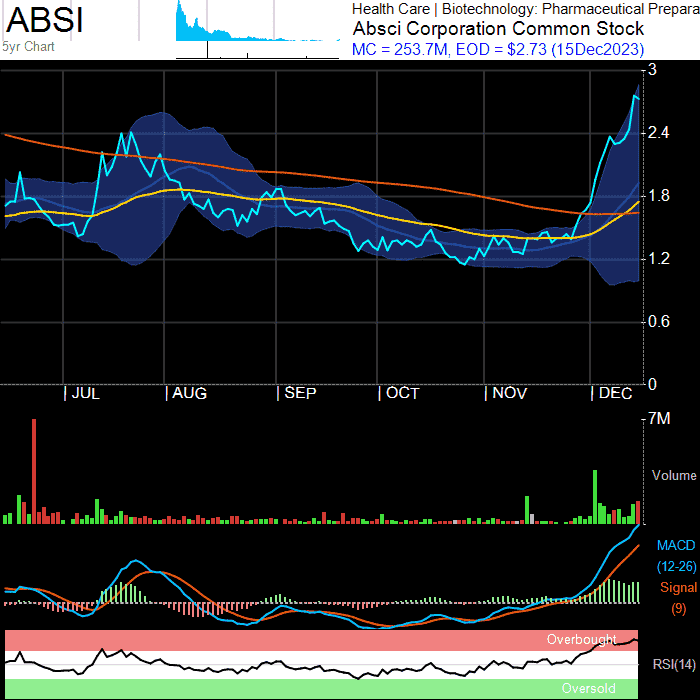 ABSI
5yr Chart
Health Care | Biotechnology: Pharmaceutical Prepara
Absci Corporation Common Stock
MC = 253.7M, EOD = $2.73 (15Dec2023)
3
2.4
1.8
1.2
0.6
0
| JUL | AUG | SEP | OCT | NOV | DEC
7M
Volume
MACD
(12-26)
Signal
(9)
Overbought
RSI(14)
Oversold